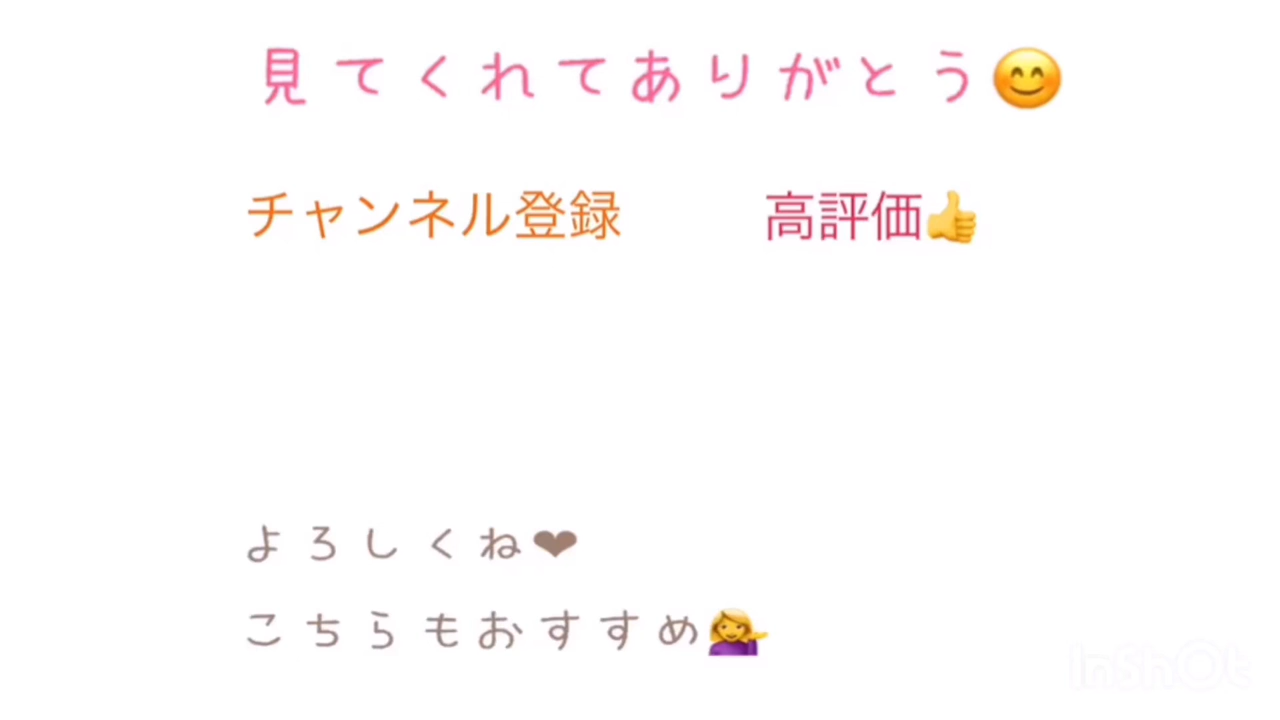 見てくれてありがとう😊
チャンネル登録 高評価👍
よろしくね❤
こちらもおすすめ💁‍♀️
InShOt